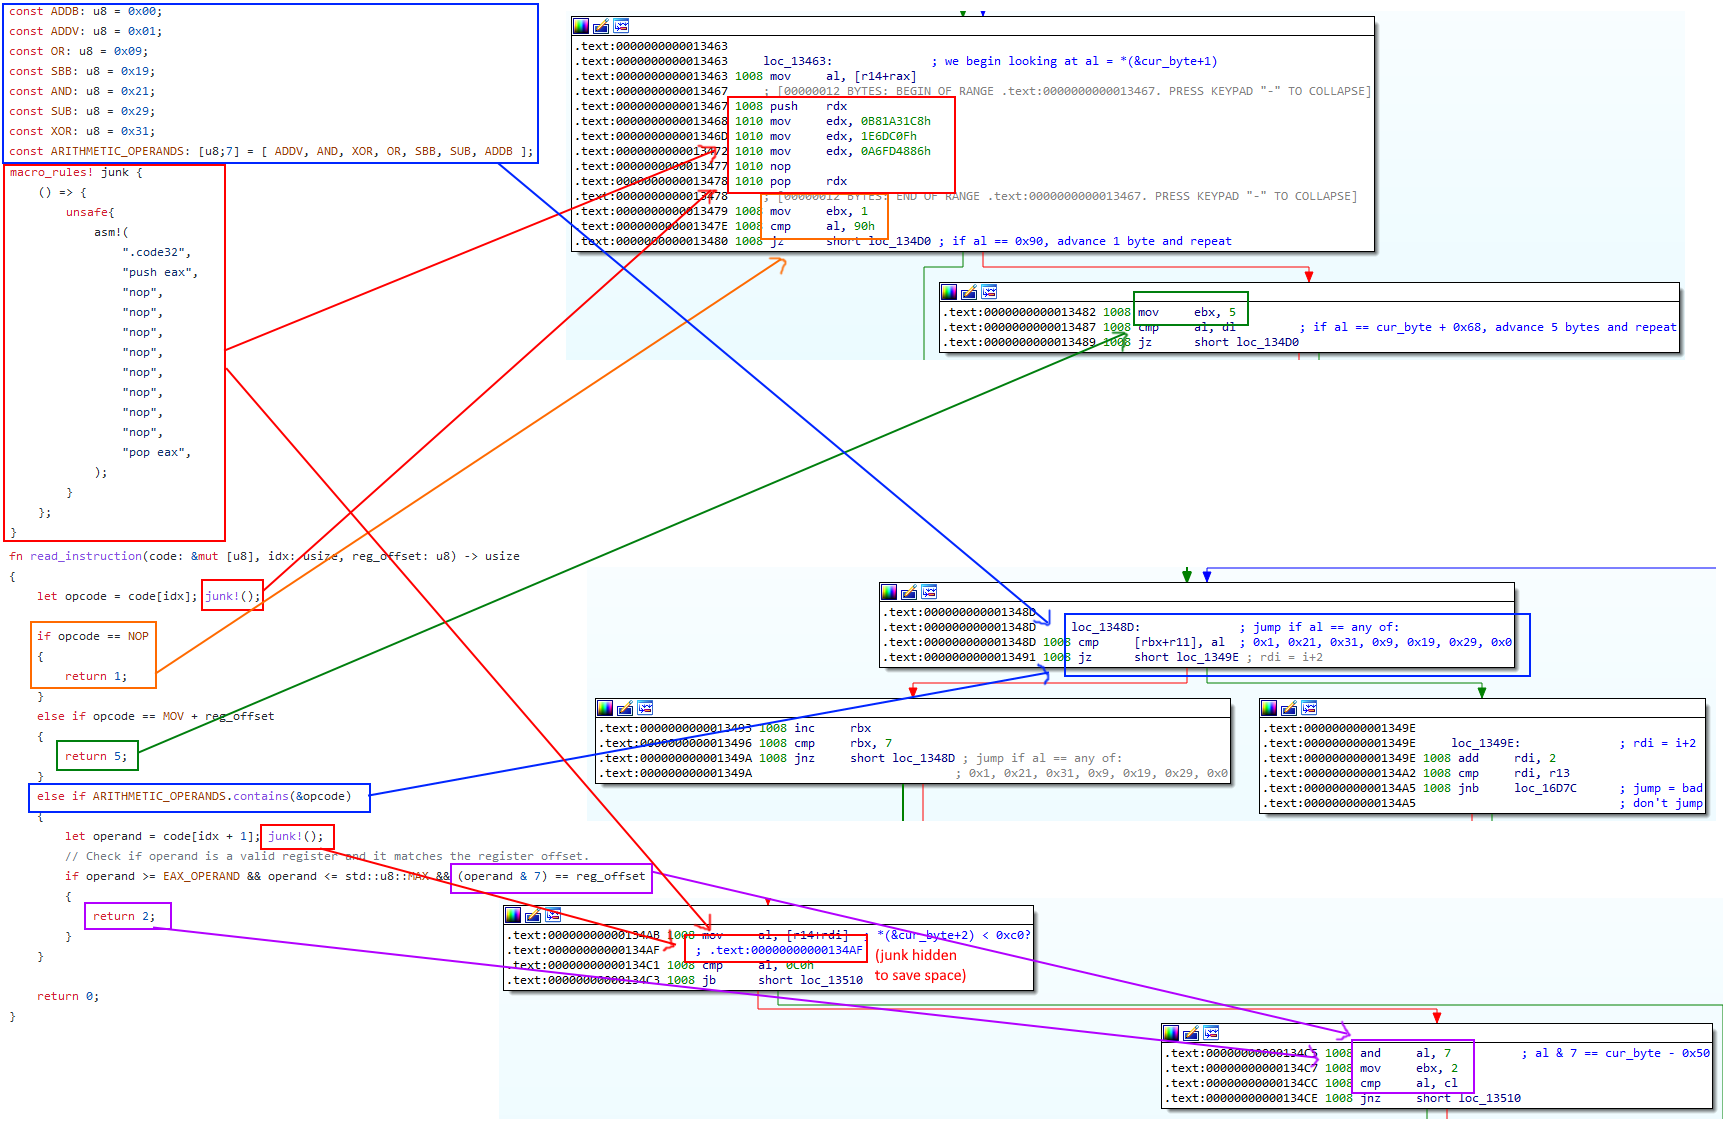 const ADDB: u8 = 0x00;
const ADDV: u8 = 0x01;
const OR: u8 = 0x09;
const SBB: u8 = 0x19;
const AND: u8 = 0x21;
const SUB: u8 = 0x29;
const XOR: u8 = 0x31;
const ARITHMETIC_OPERANDS: [u8;7] = [ ADDV, AND, XOR, OR, SBB, SUB, ADDB ];
macro_rules! junk {
() => {
unsafe{
asm!(
".code32",
"push eax",
"nop",
"nop",
"nop",
"nop",
"nop",
"nop",
"nop",
"nop",
"pop eax",
);
}
};
}
fn read_instruction(code: &mut [u8], idx: usize, reg_offset: u8) -> usize
{
let opcode = code[idx]; junk!();
if opcode == NOP
{
return 1;
}
else if opcode == MOV + reg_offset
{
return 5;
}
else if ARITHMETIC_OPERANDS.contains(&opcode)
{
let operand = code[idx + 1]; junk!();
// Check if operand is a valid register and it matches the register offset.
if operand >= EAX_OPERAND && operand <= std::u8::MAX && (operand & 7) == reg_offset
{
return 2;
}
}
return 0;
}
.text:0000000000013463
.text:0000000000013463 loc_13463: ; we begin looking at al = *(&cur_byte+1)
.text:0000000000013463 1008 mov al, [r14+rax]
.text:0000000000013467 ; [00000012 BYTES: BEGIN OF RANGE .text:0000000000013467. PRESS KEYPAD "-" TO COLLAPSE]
.text:0000000000013467 1008 push rdx
.text:0000000000013468 1010 mov edx, 0B81A31C8h
.text:000000000001346D 1010 mov edx, 1E6DC0Fh
.text:0000000000013472 1010 mov edx, 0A6FD4886h
.text:0000000000013477 1010 nop
.text:0000000000013478 1010 pop rdx
.text:0000000000013478 ; [00000012 BYTES: END OF RANGE .text:0000000000013467. PRESS KEYPAD "-" TO COLLAPSE]
.text:0000000000013479 1008 mov ebx, 1
.text:000000000001347E 1008 cmp al, 90h
.text:0000000000013480 1008 jz short loc_134D0 ; if al == 0x90, advance 1 byte and repeat
.text:0000000000013482 1008 mov ebx, 5
.text:0000000000013487 1008 cmp al, dl ; if al == cur_byte + 0x68, advance 5 bytes and repeat
.text:0000000000013489 1008 jz short loc_134D0
.text:000000000001348D
.text:000000000001348D loc_1348D: ; jump if al == any of:
.text:000000000001348D 1008 cmp [rbx+r11], al ; 0x1, 0x21, 0x31, 0x9, 0x19, 0x29, 0x0
.text:0000000000013491 1008 jz short loc_1349E ; rdi = i+2
.text:0000000000013493 1008 inc rbx
.text:0000000000013496 1008 cmp rbx, 7
.text:000000000001349A 1008 jnz short loc_1348D ; jump if al == any of:
.text:000000000001349A ; 0x1, 0x21, 0x31, 0x9, 0x19, 0x29, 0x0
.text:000000000001349E
.text:000000000001349E loc_1349E: ; rdi = i+2
.text:000000000001349E 1008 add rdi, 2
.text:00000000000134A2 1008 cmp rdi, r13
.text:00000000000134A5 1008 jnb loc_16D7C ; jump = bad
.text:00000000000134A5 ; don't jump
.text:00000000000134AB 1008 mov al, [r14+rdi] ; *(&cur_byte+2) < 0xc0?
.text:00000000000134AF ; .text:00000000000134AF
(junk hidden
to save space)
.text:00000000000134C1 1008 cmp al, 0C0h
.text:00000000000134C3 1008 jb short loc_13510
.text:00000000000134C5 1008 and al, 7 ; al & 7 == cur_byte - 0x50
.text:00000000000134C7 1008 mov ebx, 2
.text:00000000000134CC 1008 cmp al, cl
.text:00000000000134CE 1008 jnz short loc_13510